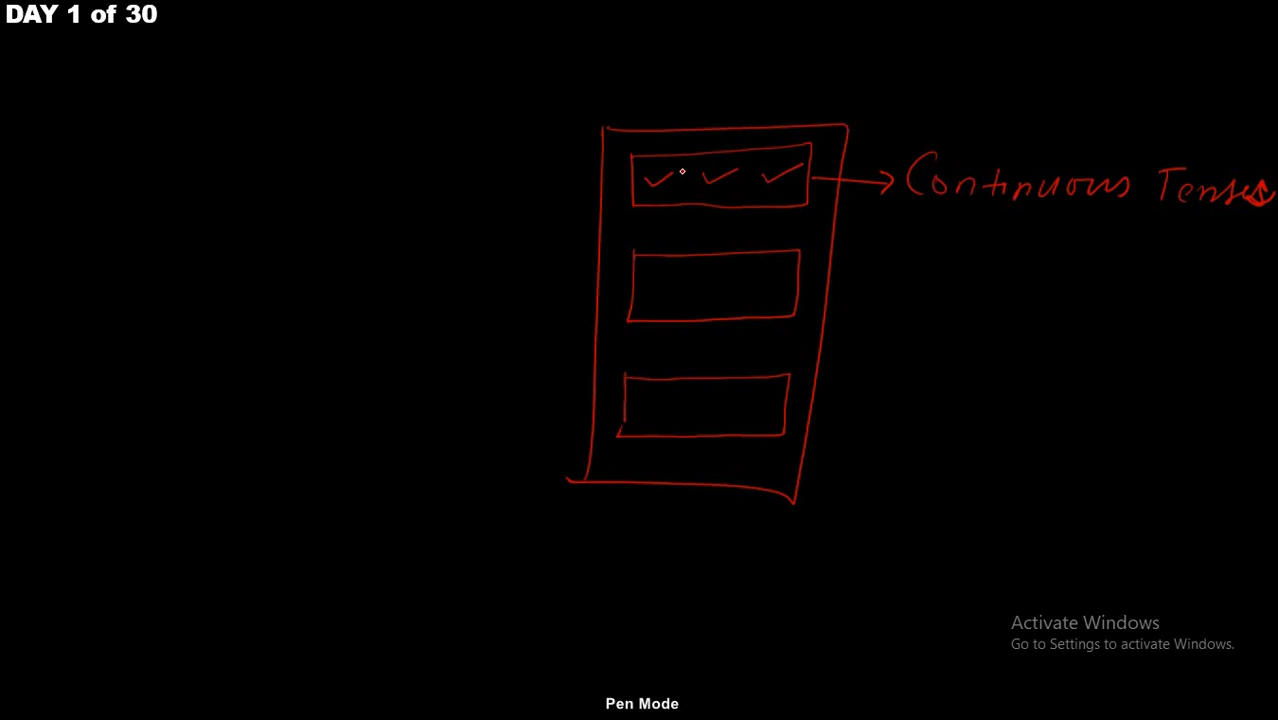 DAY 1 of 30
Continuous Tenses
Activate Windows
Go to Settings to activate Windows.
Pen Mode